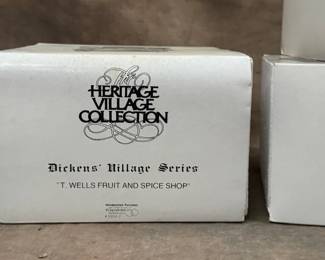 The
HERITAGE
VILLAGE
COLLECTION
Dickens' Village Series
"T. WELLS FRUIT AND SPICE SHOP"